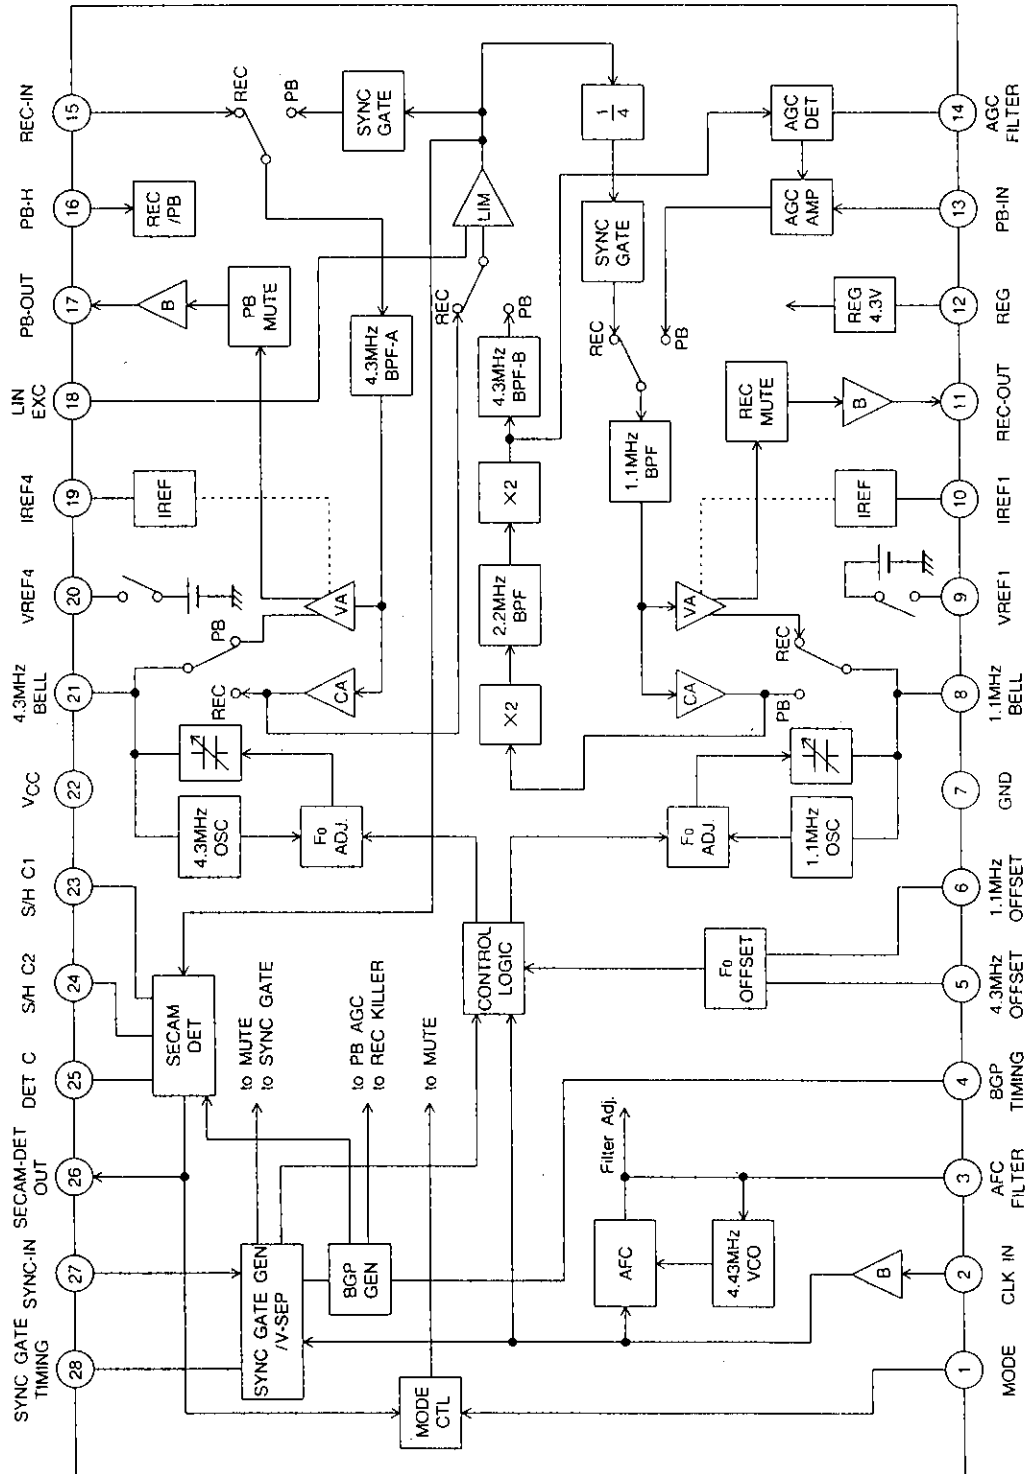 SYNC GATE
TIMING
28
SYNC-IN
27
SECAM-DET
OUT
26
DET C
25
S/H C2
24
S/H C1
23
VCC
22
4.3MHz
BELL
21
VREF4
20
IREF4
19
LIN
EXC
18
PB-OUT
17
PB-H
16
REC-IN
15
SYNC GATE GEN
/V-SEP
BGP
GEN
MODE
CTL
SECAM
DET
to MUTE
to SYNC GATE
to PB AGC
to REC KILLER
to MUTE
4.3MHz
OSC
F0
ADJ.
REC
PB
CA
VA
IREF
PB
MUTE
B
REC
/PB
REC
PB
4.3MHz
BPF-A
SYNC
GATE
LIM
REC
PB
CONTROL
LOGIC
X2
2.2MHz
BPF
X2
4.3MHz
BPF-B
1
4
SYNC
GATE
REC
PB
1.1MHz
BPF
AFC
Filter Adj.
4.43MHz
VCO
B
F0
OFFSET
F0
ADJ.
1.1MHz
OSC
CA
PB
REC
VA
IREF
REC
MUTE
B
REG
4.3V
AGC
AMP
AGC
DET
1
MODE
2
CLK IN
3
AFC
FILTER
4
BGP
TIMING
5
4.3MHz
OFFSET
6
1.1MHz
OFFSET
7
GND
8
1.1MHz
BELL
9
VREF1
10
IREF1
11
REC-OUT
12
REG
13
PB-IN
14
AGC
FILTER